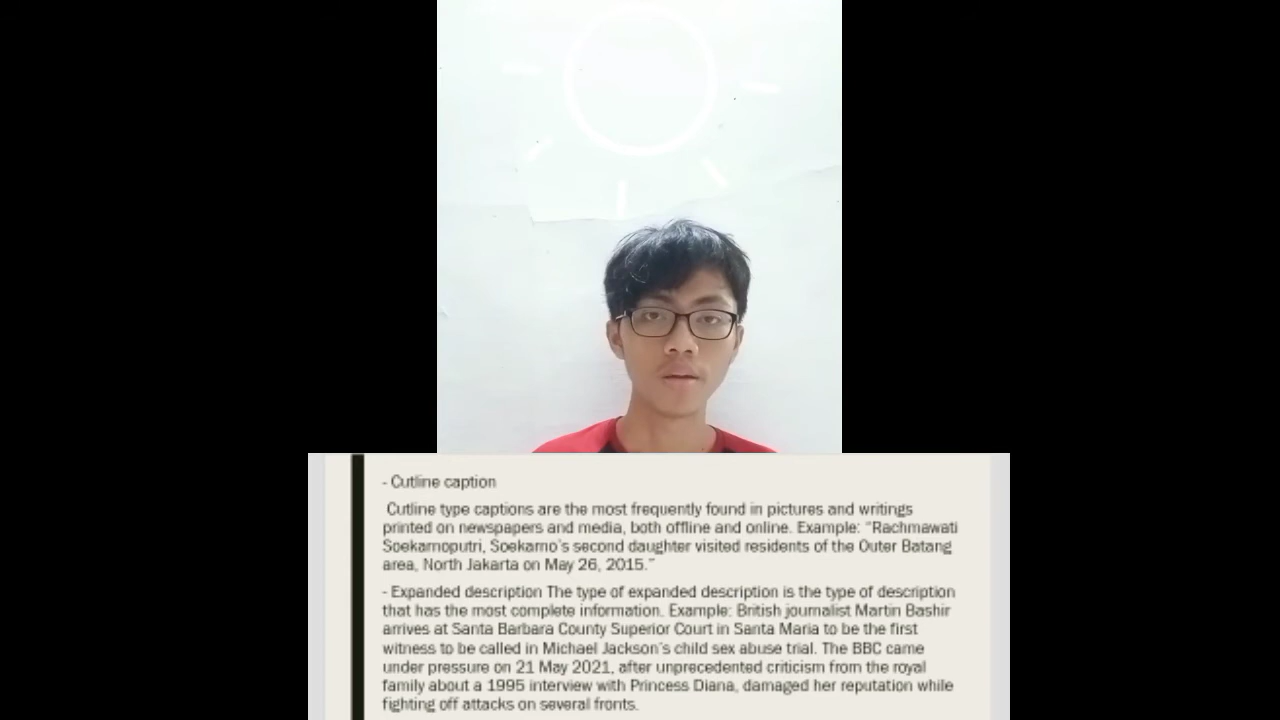 - Cutline caption
Cutline type captions are the most frequently found in pictures and writings
printed on newspapers and media, both offline and online. Example: “Rachmawati
Soekarnoputri, Soekarno’s second daughter visited residents of the Outer Batang
area, North Jakarta on May 26, 2015.”
- Expanded description The type of expanded description is the type of description
that has the most complete information. Example: British journalist Martin Bashir
arrives at Santa Barbara County Superior Court in Santa Maria to be the first
witness to be called in Michael Jackson’s child sex abuse trial. The BBC came
under pressure on 21 May 2021, after unprecedented criticism from the royal
family about a 1995 interview with Princess Diana, damaged her reputation while
fighting off attacks on several fronts.